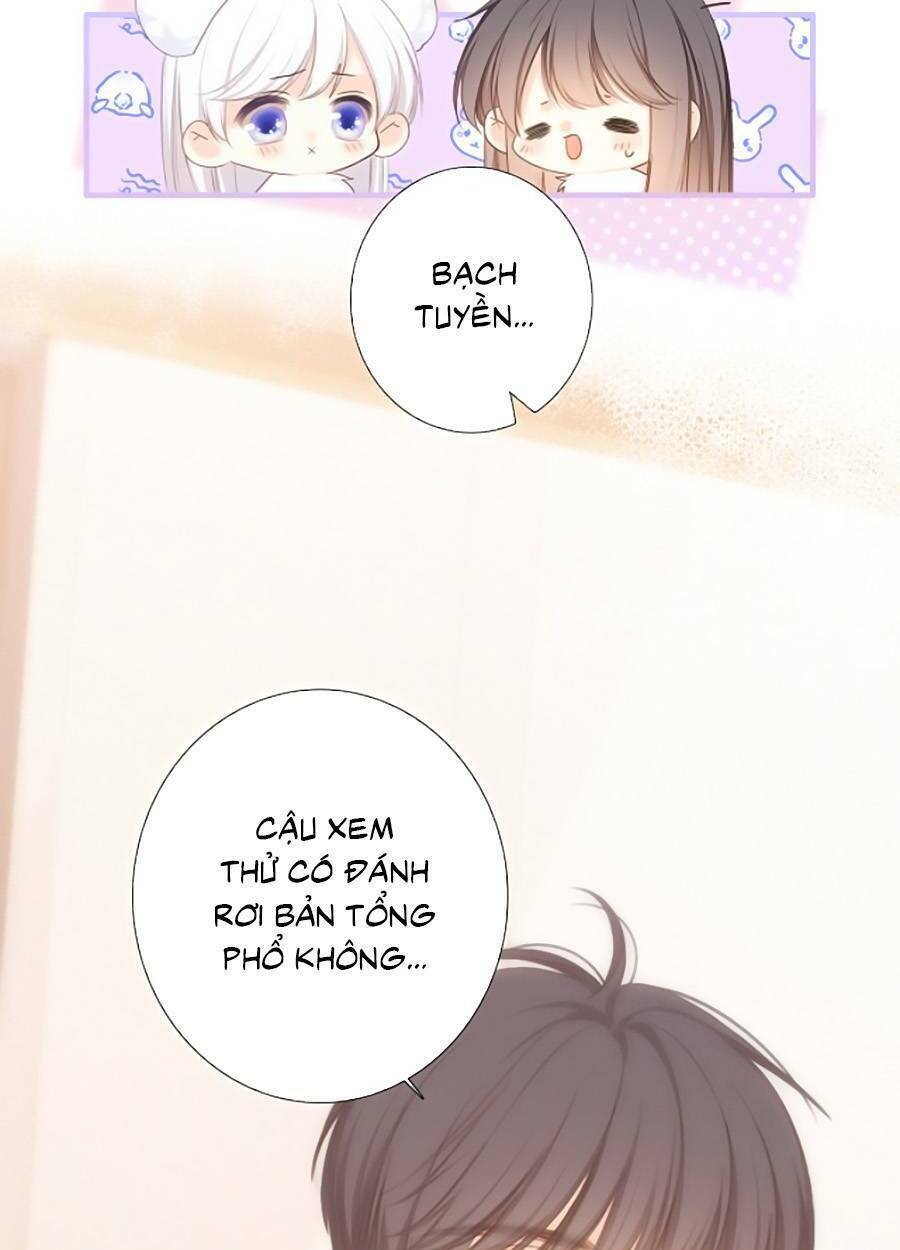 BẠCH
TUYỀN...
CẬU XEM
THỬ CÓ ĐÁNH
RƠI BẢN TỔNG
PHỔ KHÔNG...